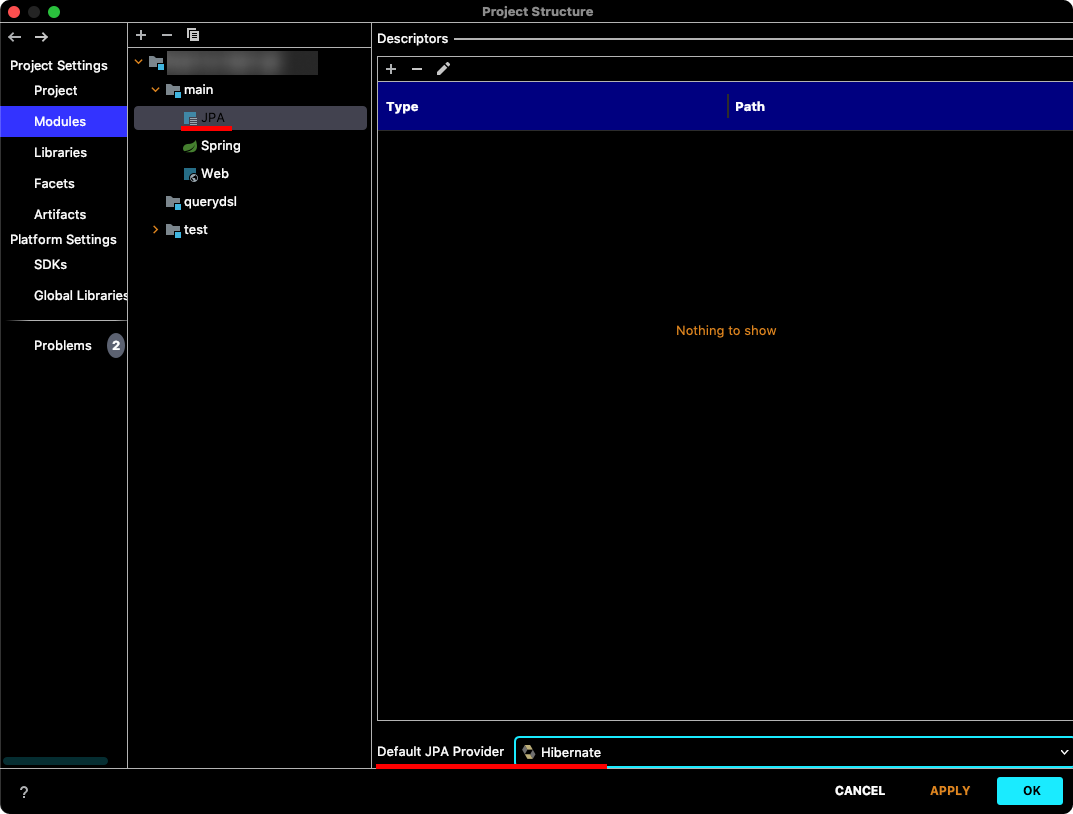 Project Structure
Project Settings
Project
Modules
Libraries
Facets
Artifacts
Platform Settings
SDKs
Global Libraries
Problems 2
main
JPA
Spring
Web
querydsl
test
Descriptors
Type Path
Nothing to show
Default JPA Provider Hibernate
? CANCEL APPLY OK